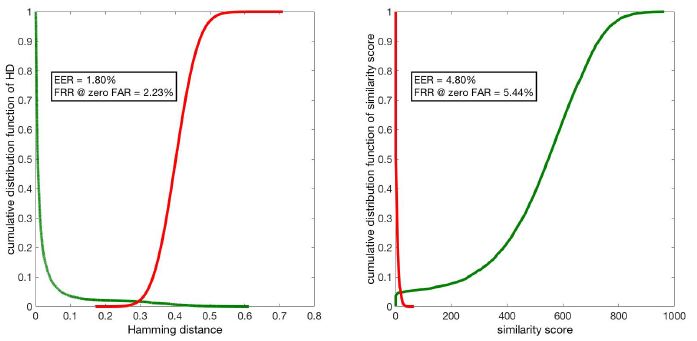 cumulative distribution function of HD
1
0.9
0.8
0.7
0.6
0.5
0.4
0.3
0.2
0.1
0
EER = 1.80%
FRR @ zero FAR = 2.23%
0 0.1 0.2 0.3 0.4 0.5 0.6 0.7 0.8
Hamming distance
cumulative distribution function of similarity score
1
0.9
0.8
0.7
0.6
0.5
0.4
0.3
0.2
0.1
0
EER = 4.80%
FRR @ zero FAR = 5.44%
0 200 400 600 800 1000
similarity score